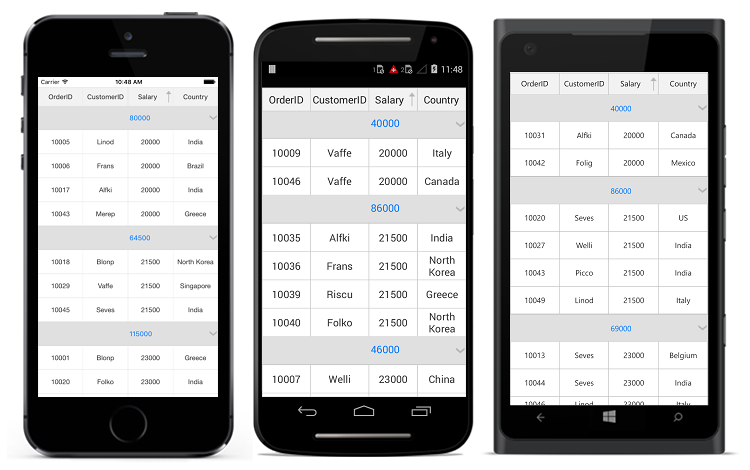 Carrier 10:48 AM
OrderID CustomerID Salary Country
80000
10005 Linod 20000 India
10006 Frans 20000 Brazil
10017 Alfki 20000 India
10043 Merep 20000 Greece
64500
10018 Blonp 21500 North Korea
10029 Vaffe 21500 Singapore
10045 Seves 21500 India
115000
10001 Blonp 23000 Greece
10020 Folko 23000 India
1 2 11:48
OrderID CustomerID Salary Country
40000
10009 Vaffe 20000 Italy
10046 Vaffe 20000 Canada
86000
10035 Alfki 21500 India
10036 Frans 21500 North
Korea
10039 Riscu 21500 Greece
10040 Folko 21500 North
Korea
46000
10007 Welli 23000 China
OrderID CustomerID Salary Country
40000
10031 Alfki 20000 Canada
10042 Folig 20000 Mexico
86000
10020 Seves 21500 US
10027 Welli 21500 India
10043 Picco 21500 India
10049 Linod 21500 Italy
69000
10013 Seves 23000 Belgium
10044 Seves 23000 India
10046 Linod 23000 Italy